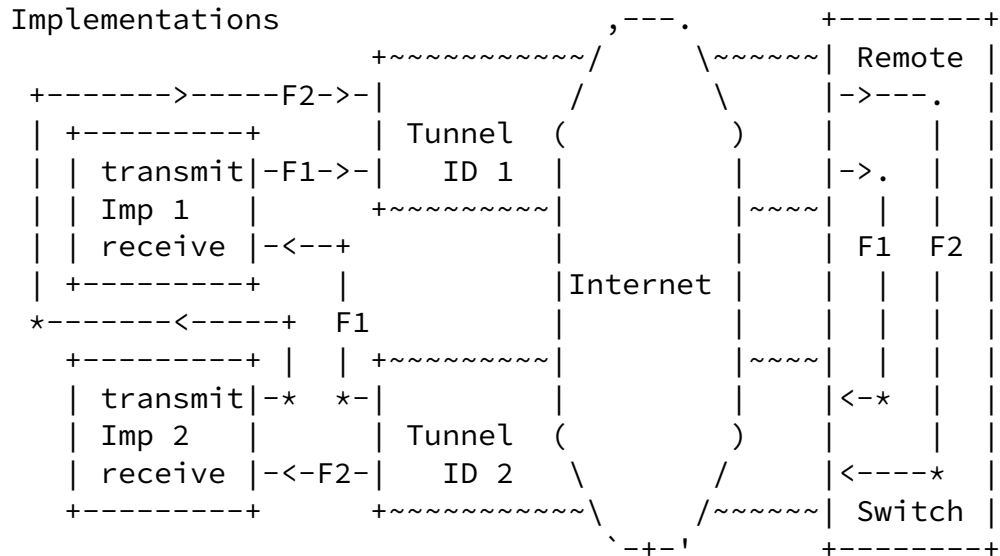 Implementations                    ,---.        +--------+
                    +~~~~~~~~~~~/     \~~~~~~| Remote |
 +------->-----F2->-|          /       \      |->---.  |
 | +---------+      | Tunnel  (         )     |     |  |
 | | transmit|-F1->-|   ID 1  |         |     |->.  |  |
 | | Imp 1   |      +~~~~~~~~~|         |~~~~|  |  |  |
 | | receive |-<--+           |         |     | F1  F2 |
 | +---------+    |           |Internet |     |  |  |  |
 *-------<-----+  F1          |         |     |  |  |  |
   +---------+ |  | +~~~~~~~~~|         |~~~~|  |  |  |
   | transmit|-*  *-|         |         |     |<-*  |  |
   | Imp 2   |      | Tunnel  (         )     |     |  |
   | receive |-<-F2-|   ID 2   \       /      |<----*  |
   +---------+      +~~~~~~~~~~~\     /~~~~~~| Switch |
                                 `-+-'        +--------+